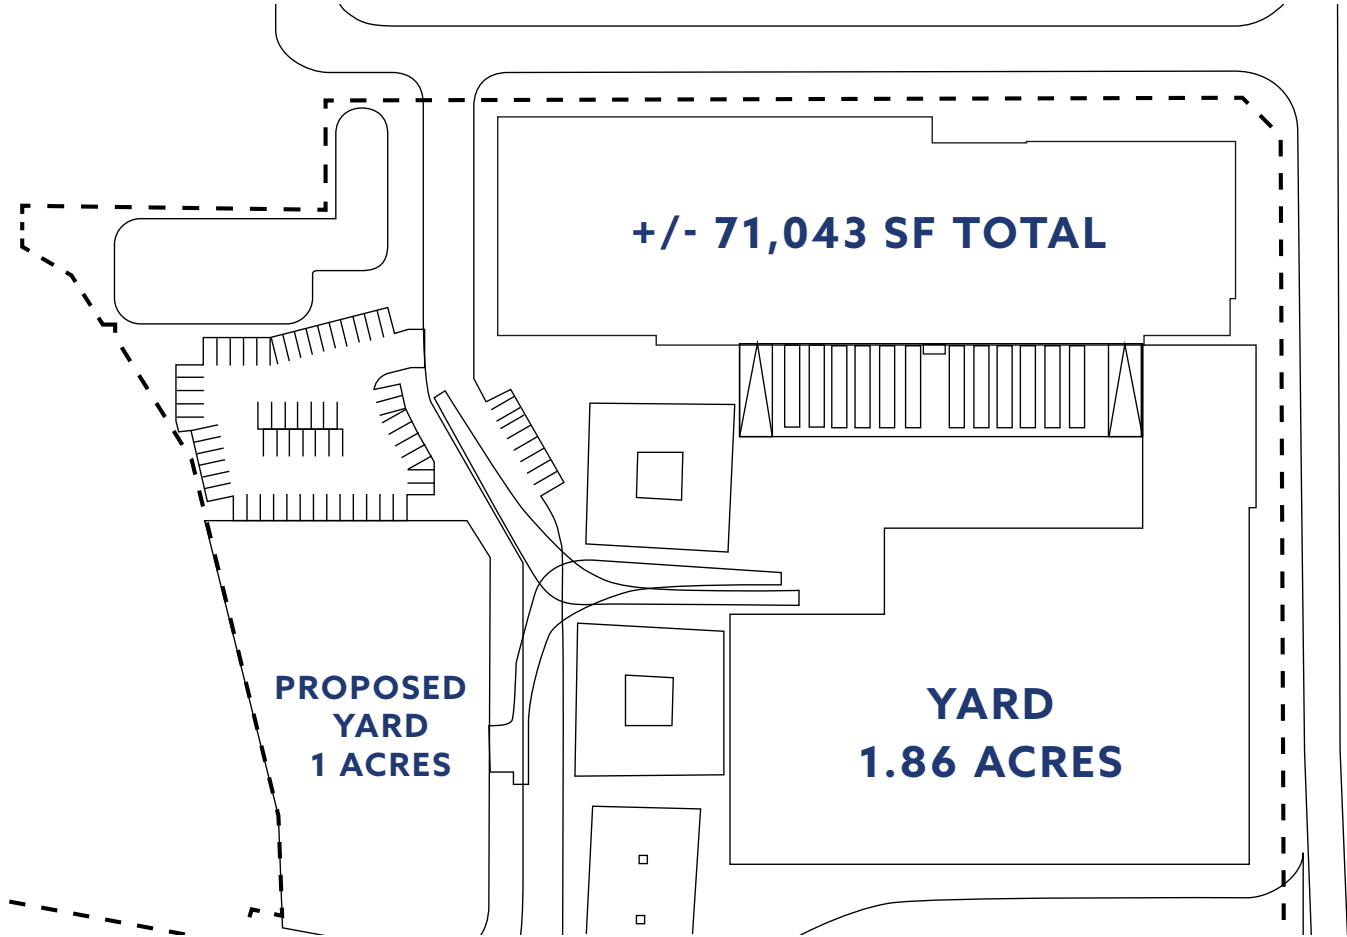 +/- 71,043 SF TOTAL
PROPOSED
YARD
1 ACRES
YARD
1.86 ACRES